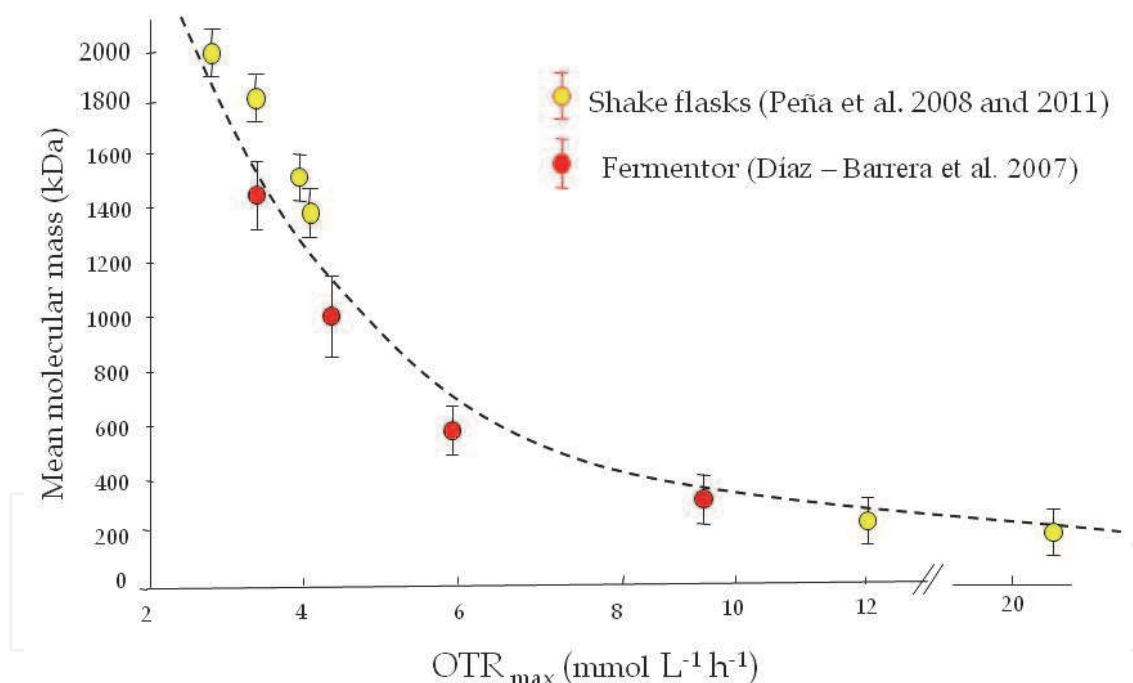 Mean molecular mass (kDa)
2000
1800
1600
1400
1200
1000
800
600
400
200
0
Shake flasks (Peña et al. 2008 and 2011)
Fermentor (Díaz – Barrera et al. 2007)
2 4 6 8 10 12 20
OTR max (mmol L-1 h-1)